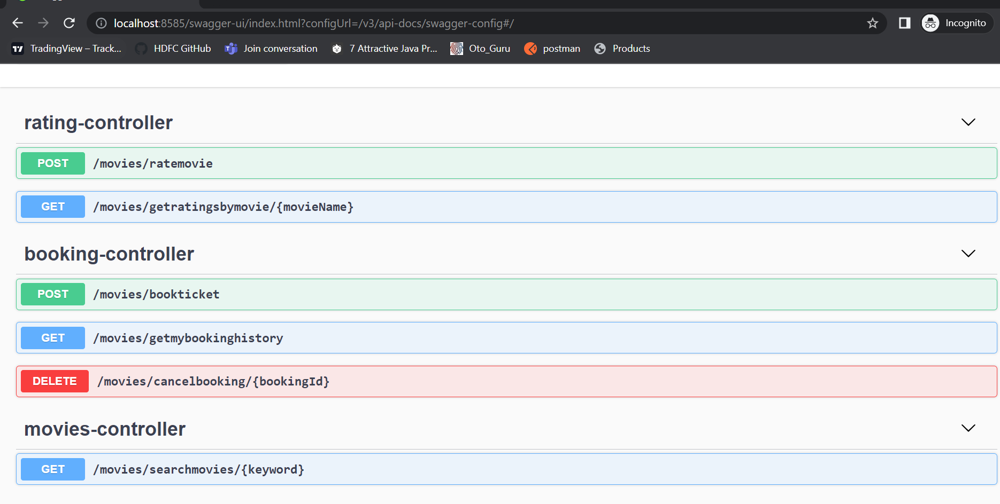 localhost:8585/swagger-ui/index.html?configUrl=/v3/api-docs/swagger-config#/
Incognito
TradingView – Track...
HDFC GitHub
Join conversation
7 Attractive Java Pr...
Oto_Guru
postman
Products
rating-controller
POST /movies/ratemovie
GET /movies/getratingsbymovie/{movieName}
booking-controller
POST /movies/bookticket
GET /movies/getmybookinghistory
DELETE /movies/cancelbooking/{bookingId}
movies-controller
GET /movies/searchmovies/{keyword}